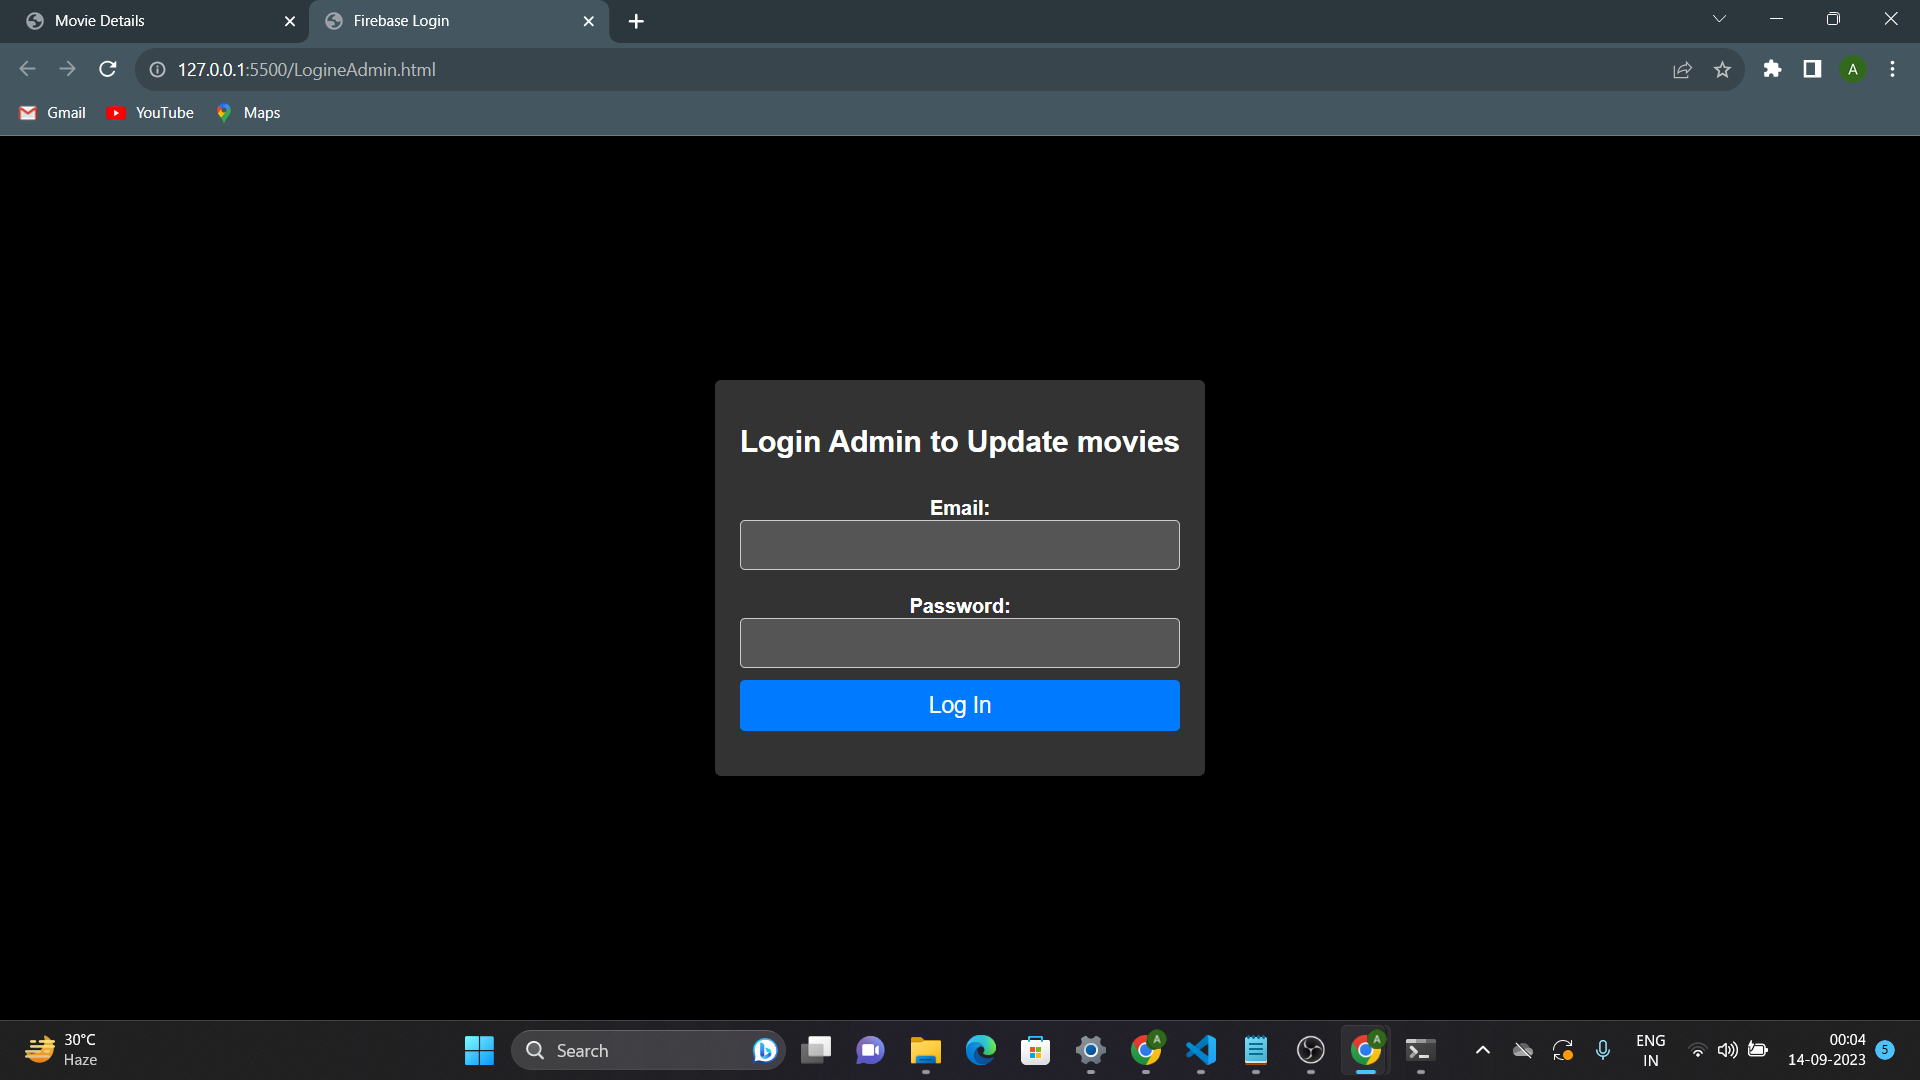 Movie Details
Firebase Login
127.0.0.1:5500/LogineAdmin.html
A
Gmail
YouTube
Maps
Login Admin to Update movies
Email:
Password:
Log In
30°C
Haze
Search
A
A
ENG
IN
00:04
14-09-2023
5